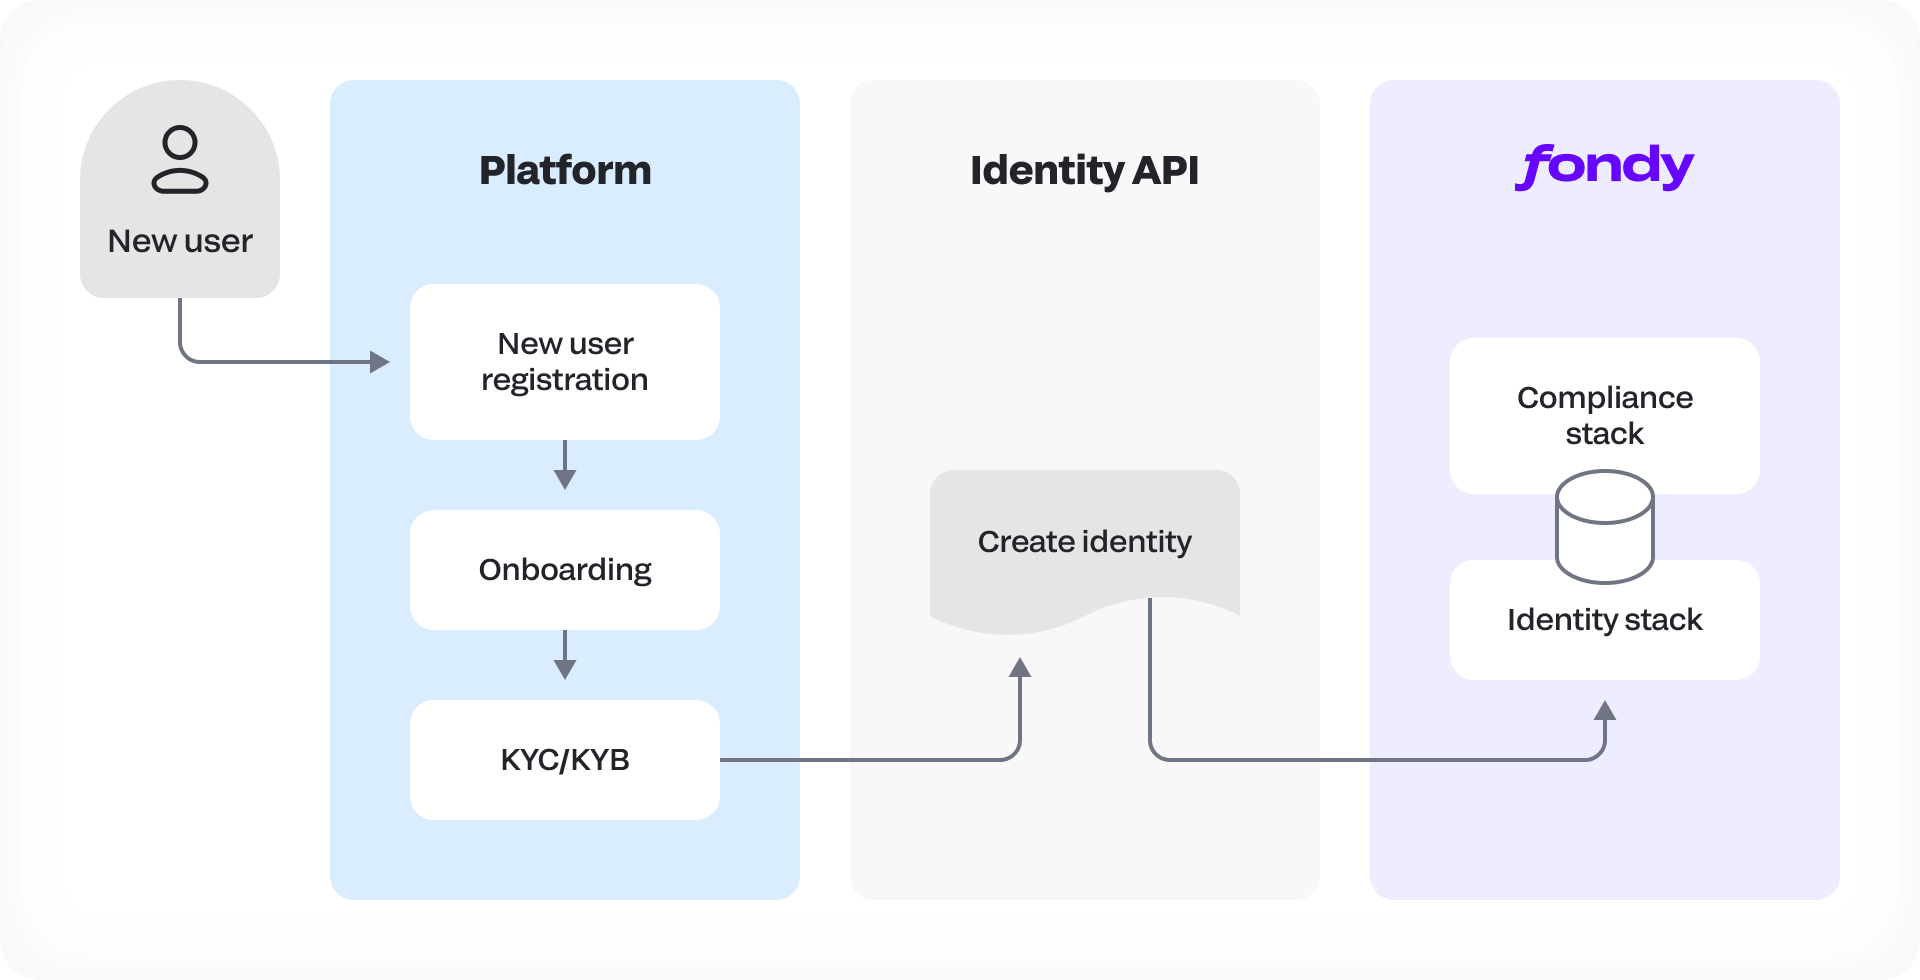 New user
Platform
New user
registration
Onboarding
KYC/KYB
Identity API
Create identity
fondy
Compliance
stack
Identity stack